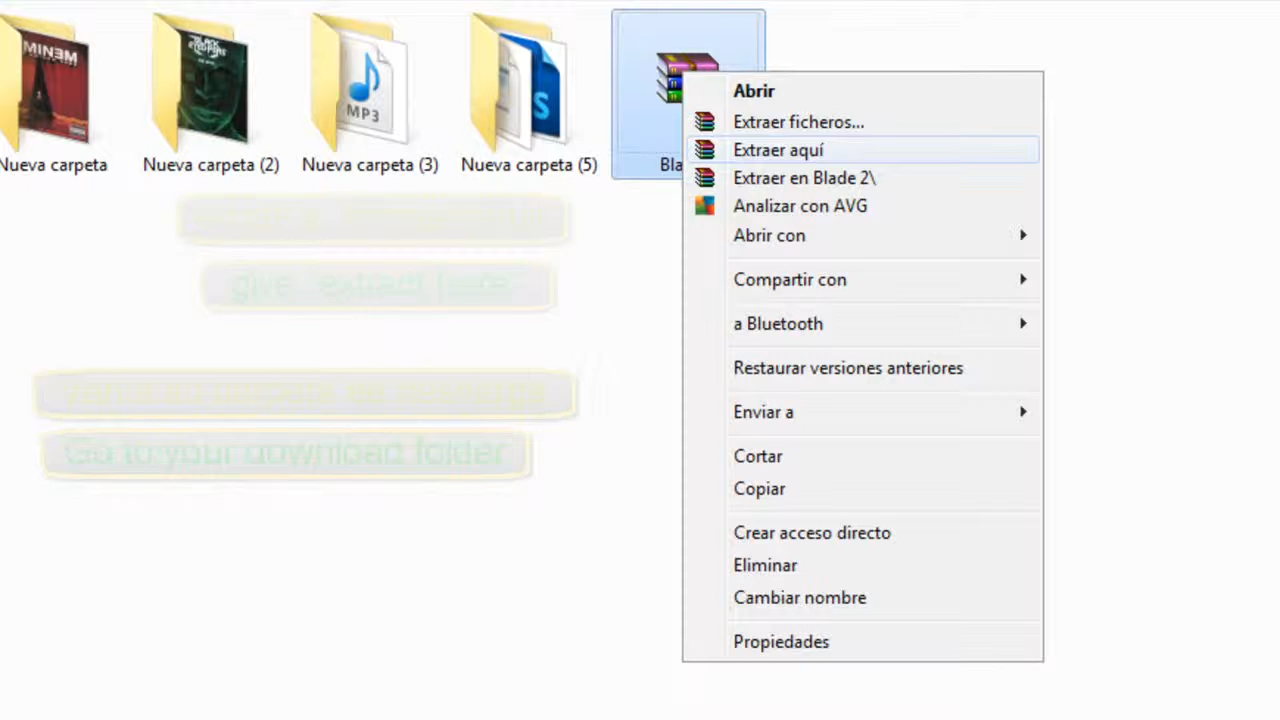 MINEM
MP3
S
Nueva carpeta
Nueva carpeta (2)
Nueva carpeta (3)
Nueva carpeta (5)
Bla
give "extract here"
Go to your download folder
Abrir
Extraer ficheros...
Extraer aquí
Extraer en Blade 2\
Analizar con AVG
Abrir con
Compartir con
a Bluetooth
Restaurar versiones anteriores
Enviar a
Cortar
Copiar
Crear acceso directo
Eliminar
Cambiar nombre
Propiedades